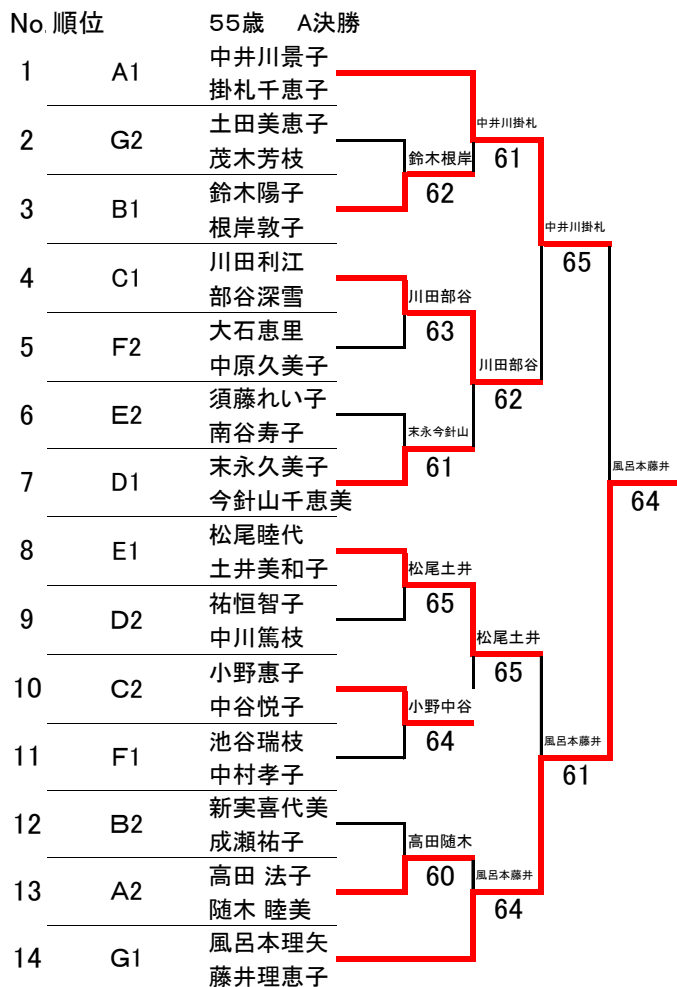 No. 順位 55歳 A決勝
1 A1 中井川景子
掛札千恵子
2 G2 土田美恵子
茂木芳枝
3 B1 鈴木陽子
根岸敦子
4 C1 川田利江
部谷深雪
5 F2 大石恵里
中原久美子
6 E2 須藤れい子
南谷寿子
7 D1 末永久美子
今針山千恵美
8 E1 松尾睦代
土井美和子
9 D2 祐恒智子
中川篤枝
10 C2 小野惠子
中谷悦子
11 F1 池谷瑞枝
中村孝子
12 B2 新実喜代美
成瀬祐子
13 A2 高田 法子
随木 睦美
14 G1 風呂本理矢
藤井理恵子
鈴木根岸
62
川田部谷
63
末永今針山
61
松尾土井
65
小野中谷
64
高田随木
60
中井川掛札
61
川田部谷
62
松尾土井
65
風呂本藤井
64
中井川掛札
65
風呂本藤井
61
風呂本藤井
64